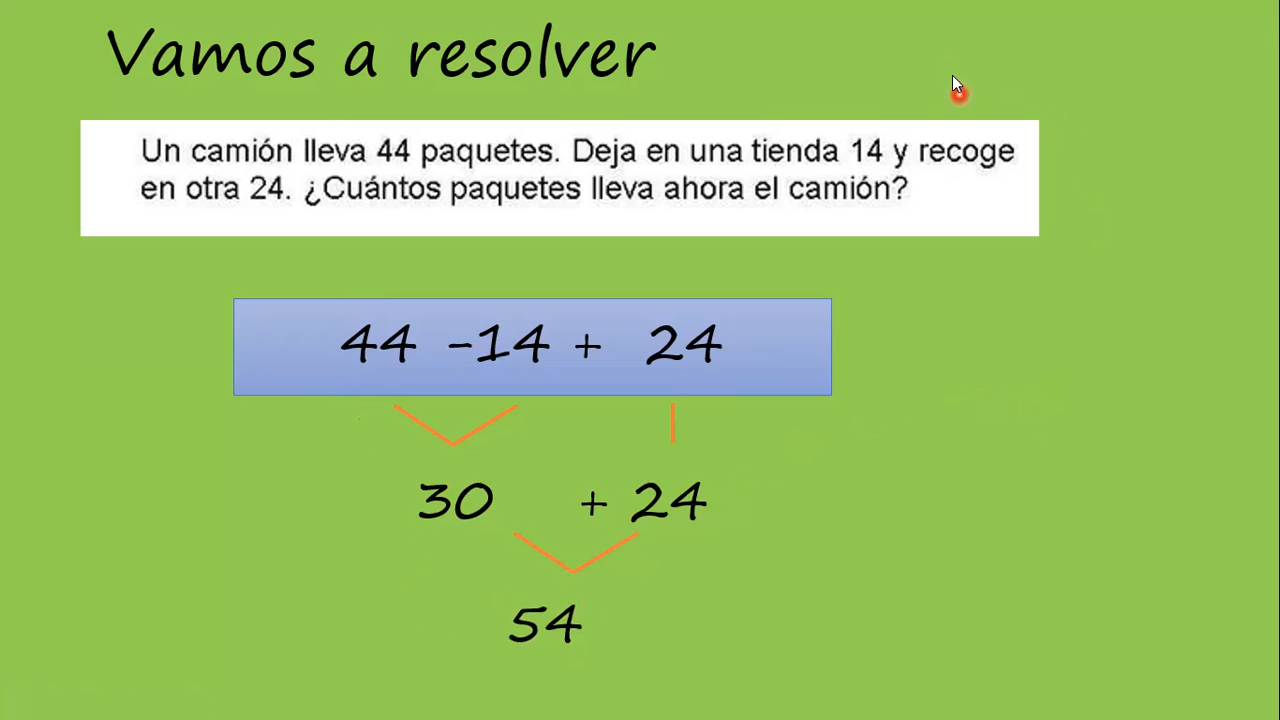 Vamos a resolver
Un camión lleva 44 paquetes. Deja en una tienda 14 y recoge
en otra 24. ¿Cuántos paquetes lleva ahora el camión?
44 -14 + 24
30 + 24
54